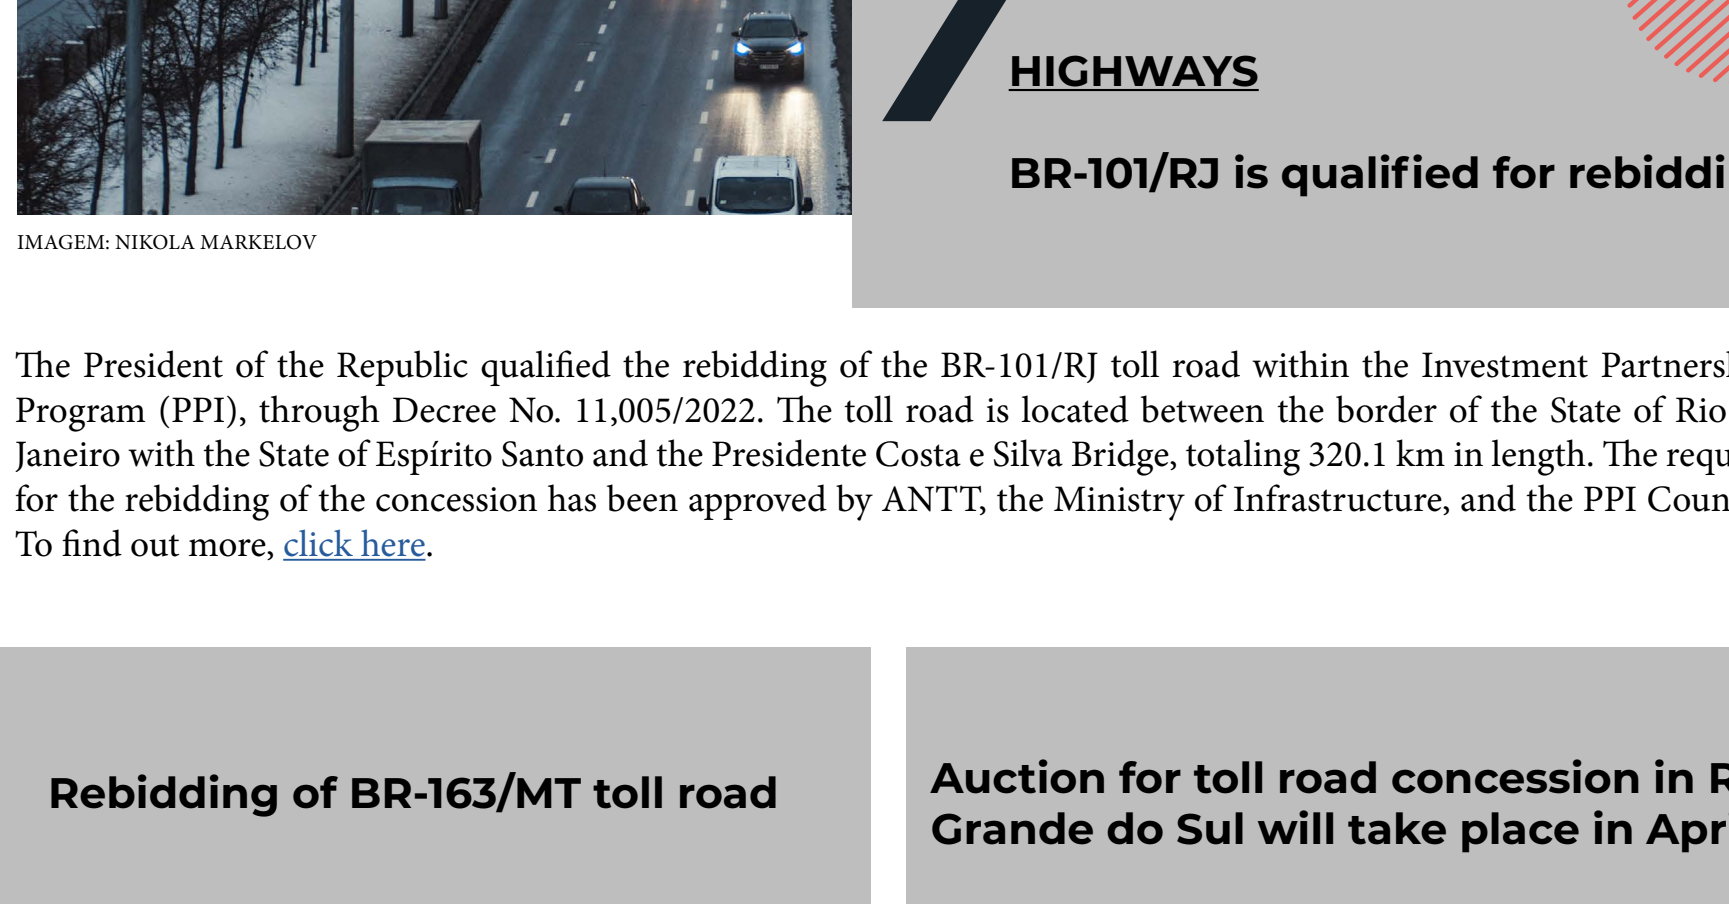 HIGHWAYS
BR-101/RJ is qualified for rebiddi
IMAGEM: NIKOLA MARKELOV
The President of the Republic qualified the rebidding of the BR-101/RJ toll road within the Investment Partnersh
Program (PPI), through Decree No. 11,005/2022. The toll road is located between the border of the State of Rio
Janeiro with the State of Espírito Santo and the Presidente Costa e Silva Bridge, totaling 320.1 km in length. The requ
for the rebidding of the concession has been approved by ANTT, the Ministry of Infrastructure, and the PPI Coun
To find out more, click here.
Rebidding of BR-163/MT toll road
Auction for toll road concession in R
Grande do Sul will take place in Apri